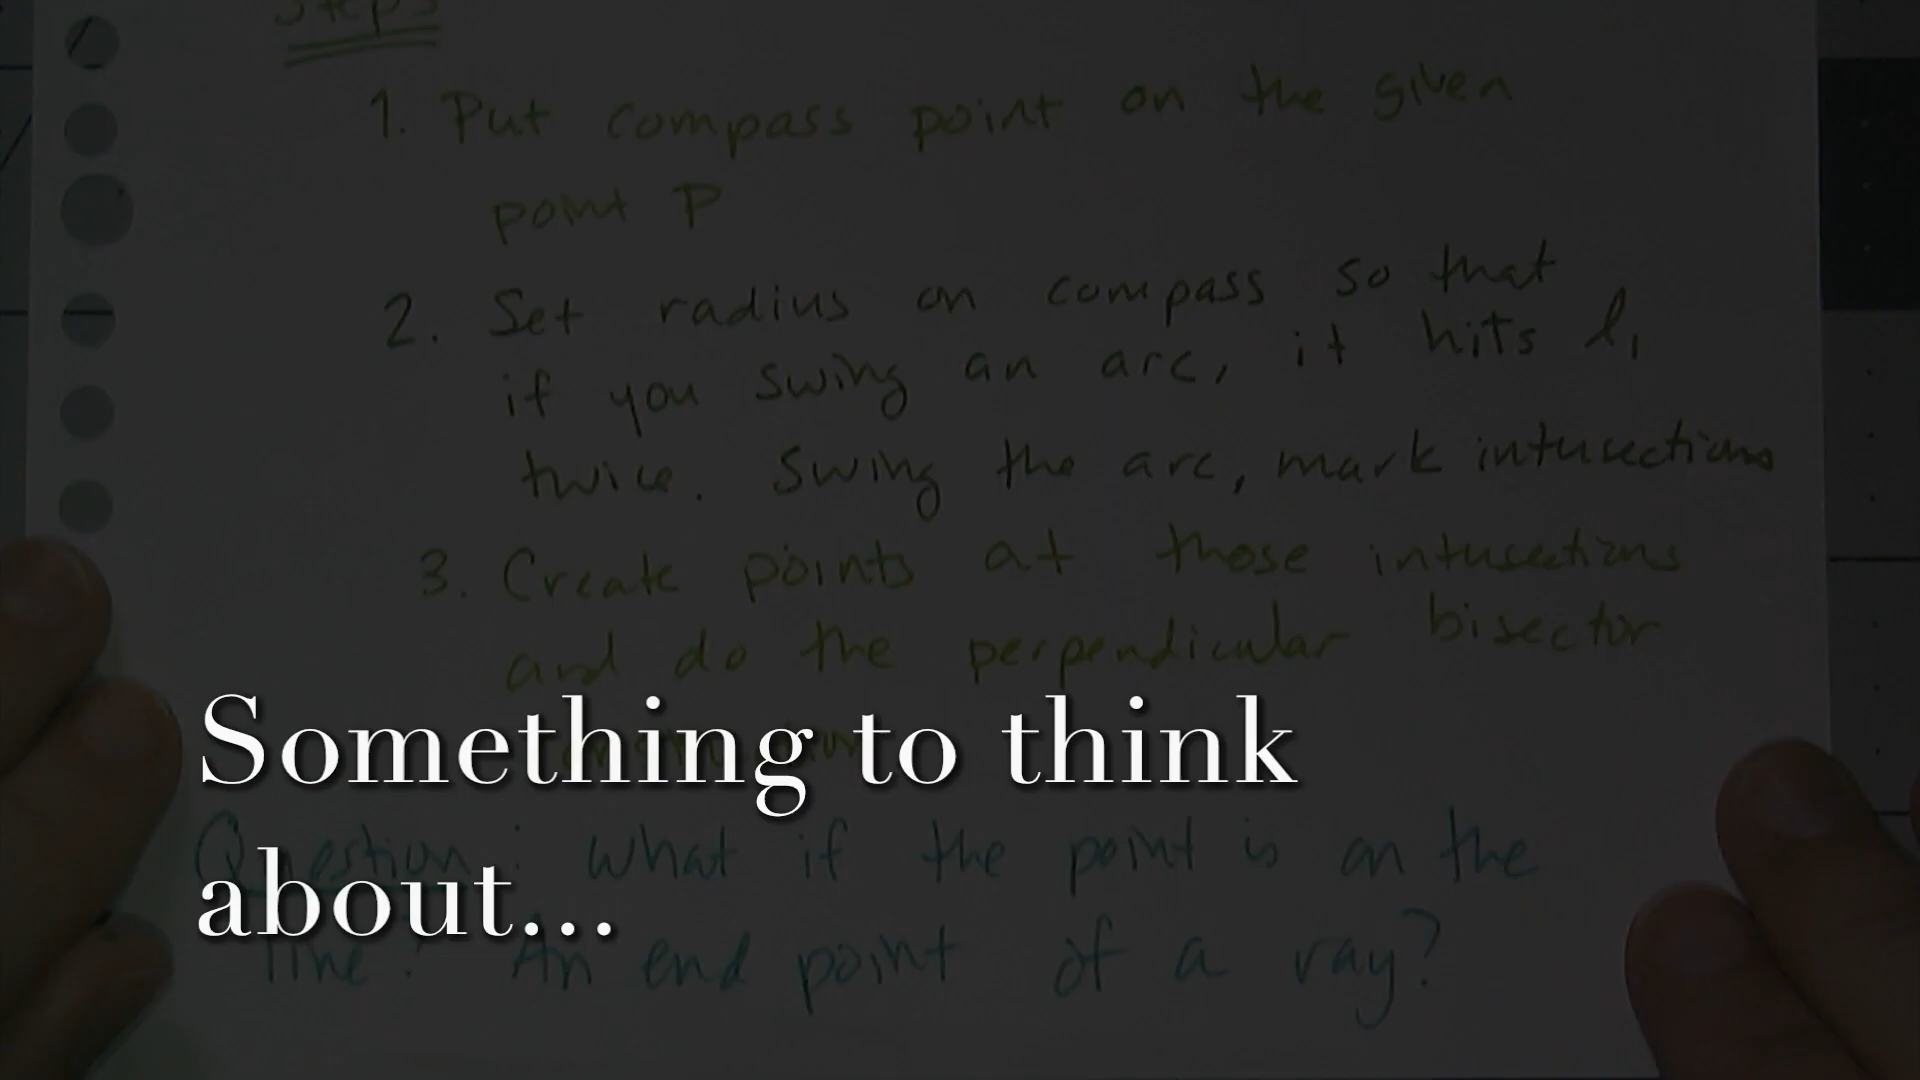 Steps
1. Put compass point on the given
point P
2. Set radius on compass so that
if you swing an arc, it hits l₁
twice. Swing the arc, mark intersections
3. Create points at those intersections
and do the perpendicular bisector
Something to think
about...
Question: what if the point is on the
line? An end point of a ray?